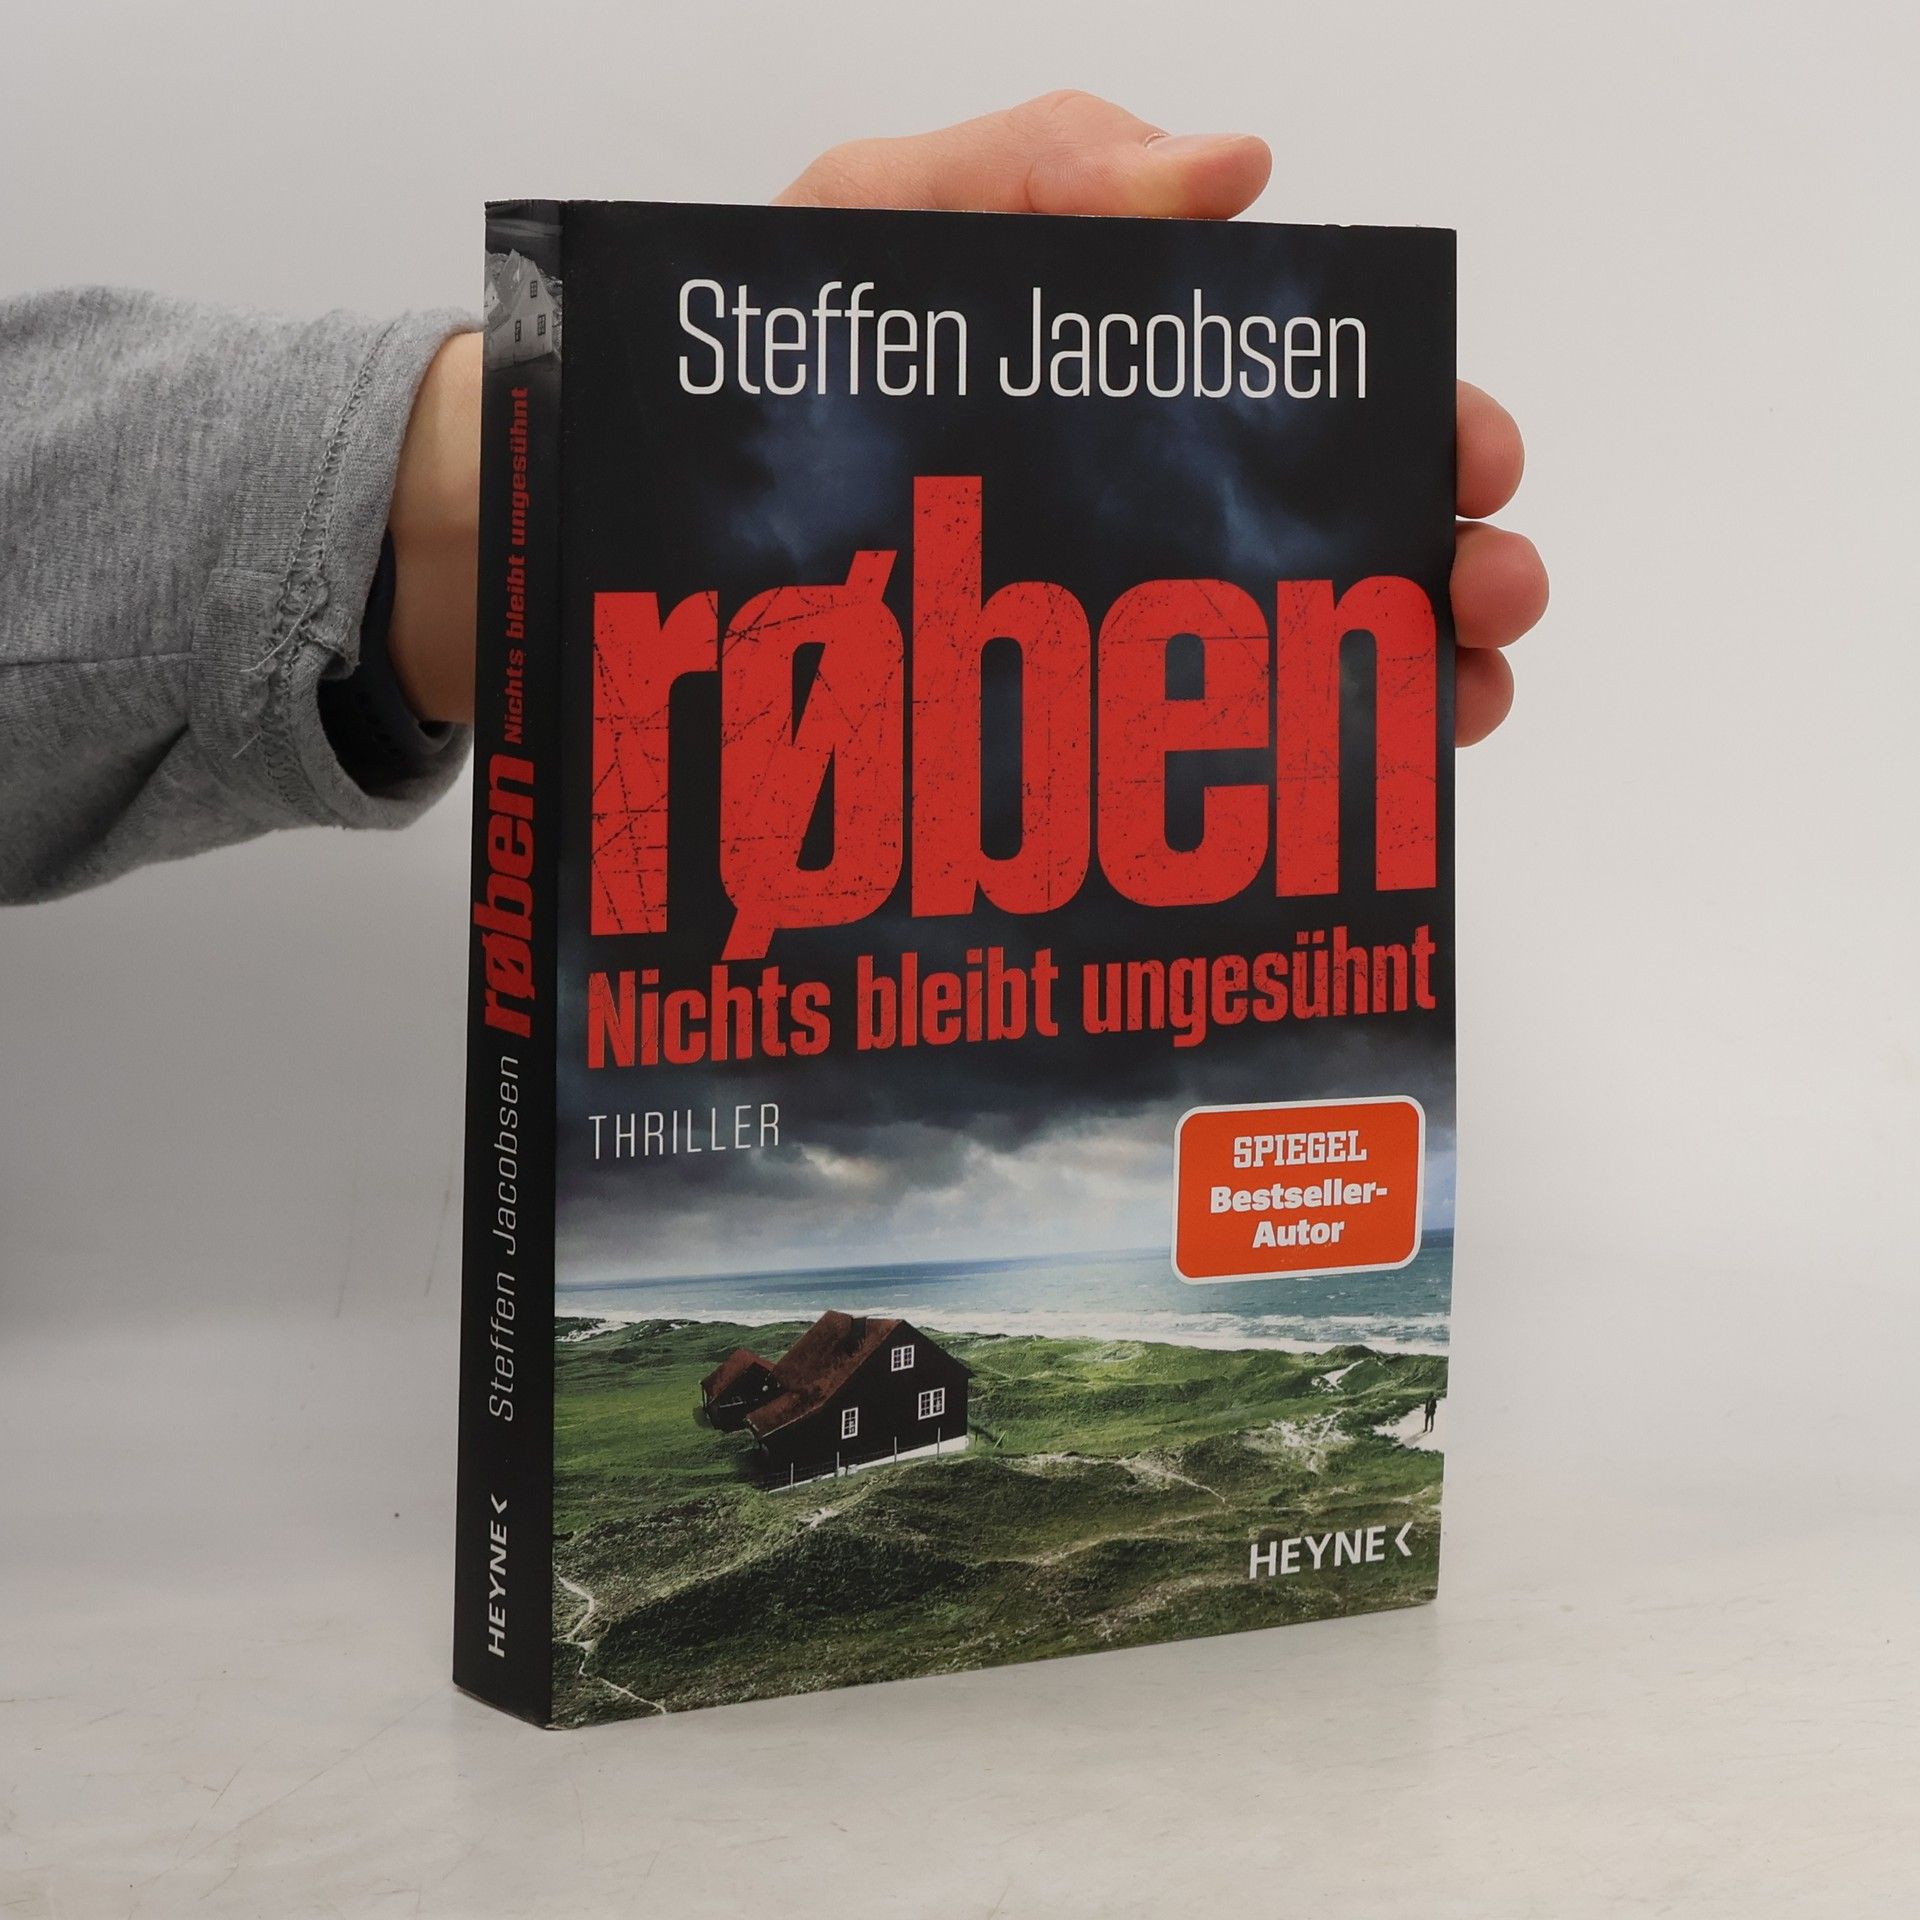 Steffen Jacobsen
røben
Nichts bleibt ungesühnt
THRILLER
SPIEGEL
Bestseller-
Autor
HEYNE <
Steffen Jacobsen røben Nichts bleibt ungesühnt
HEYNE <